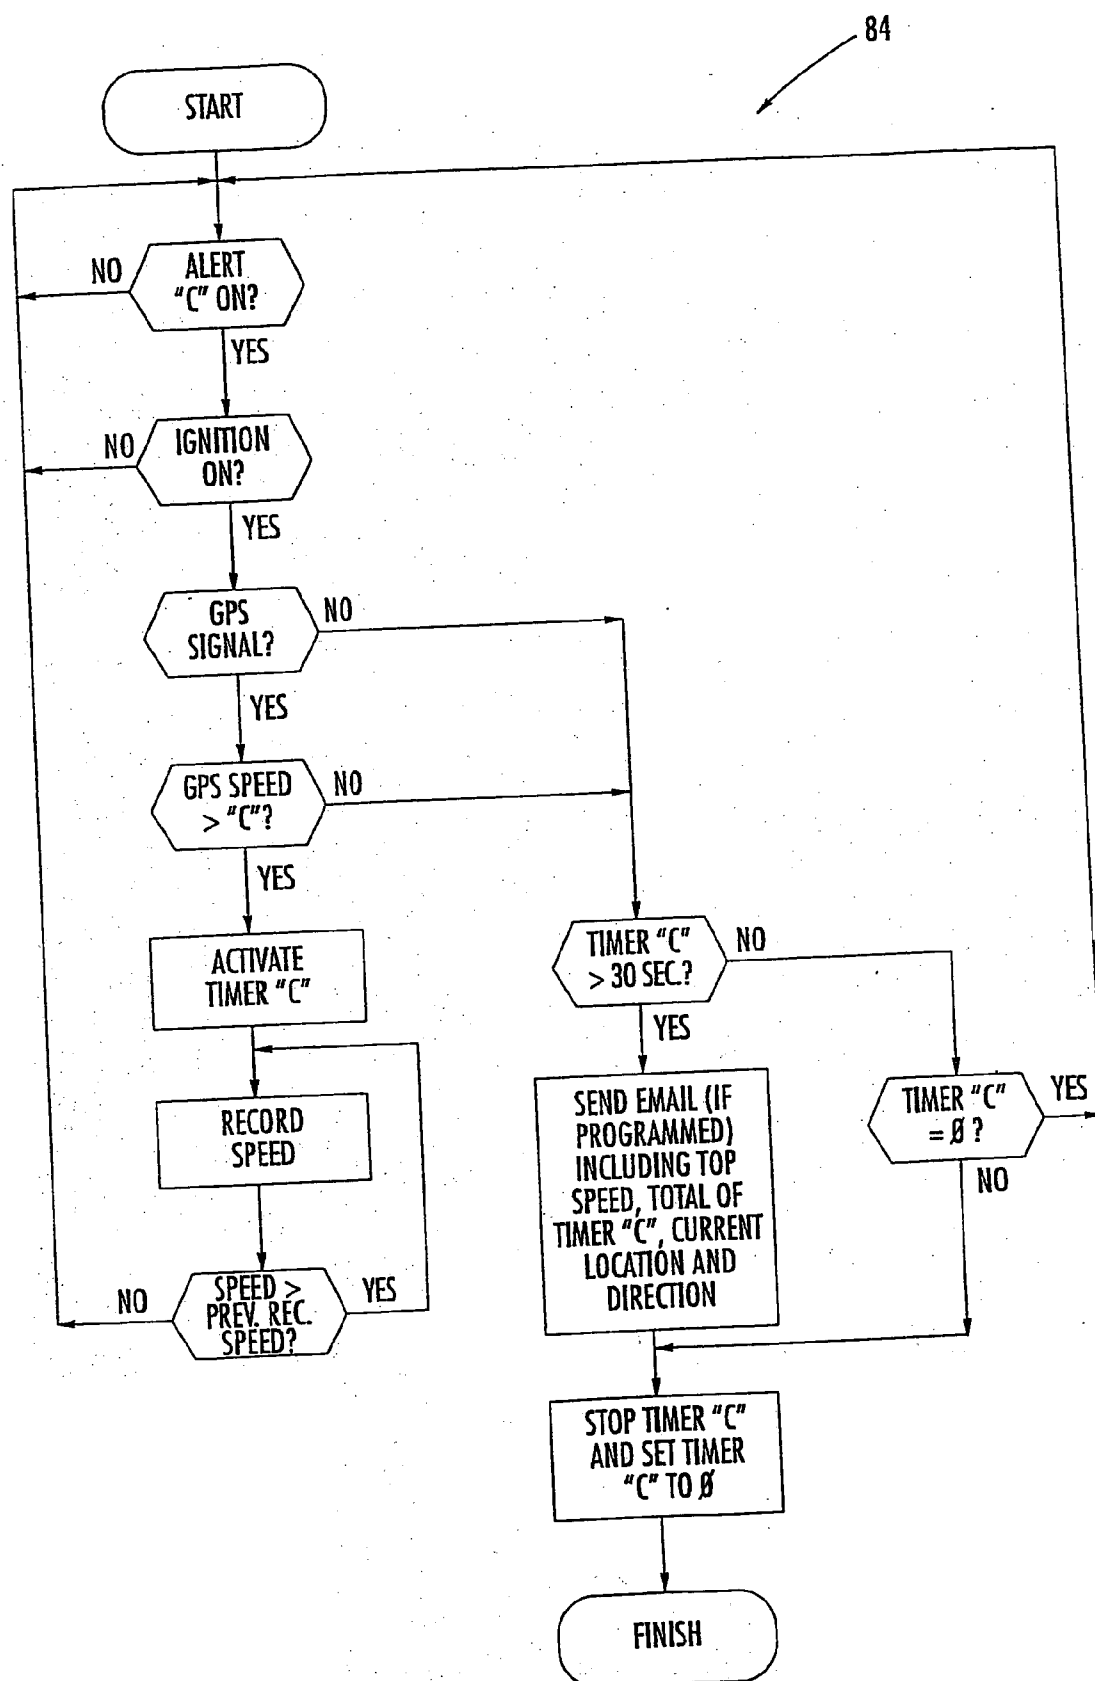 84
START
ALERT
"C" ON?
NO
YES
IGNITION
ON?
NO
YES
GPS
SIGNAL?
NO
YES
GPS SPEED
> "C"?
NO
YES
ACTIVATE
TIMER "C"
RECORD
SPEED
SPEED >
PREV. REC.
SPEED?
NO
YES
TIMER "C"
> 30 SEC.?
NO
YES
TIMER "C"
= Ø ?
YES
NO
SEND EMAIL (IF
PROGRAMMED)
INCLUDING TOP
SPEED, TOTAL OF
TIMER "C", CURRENT
LOCATION AND
DIRECTION
STOP TIMER "C"
AND SET TIMER
"C" TO Ø
FINISH